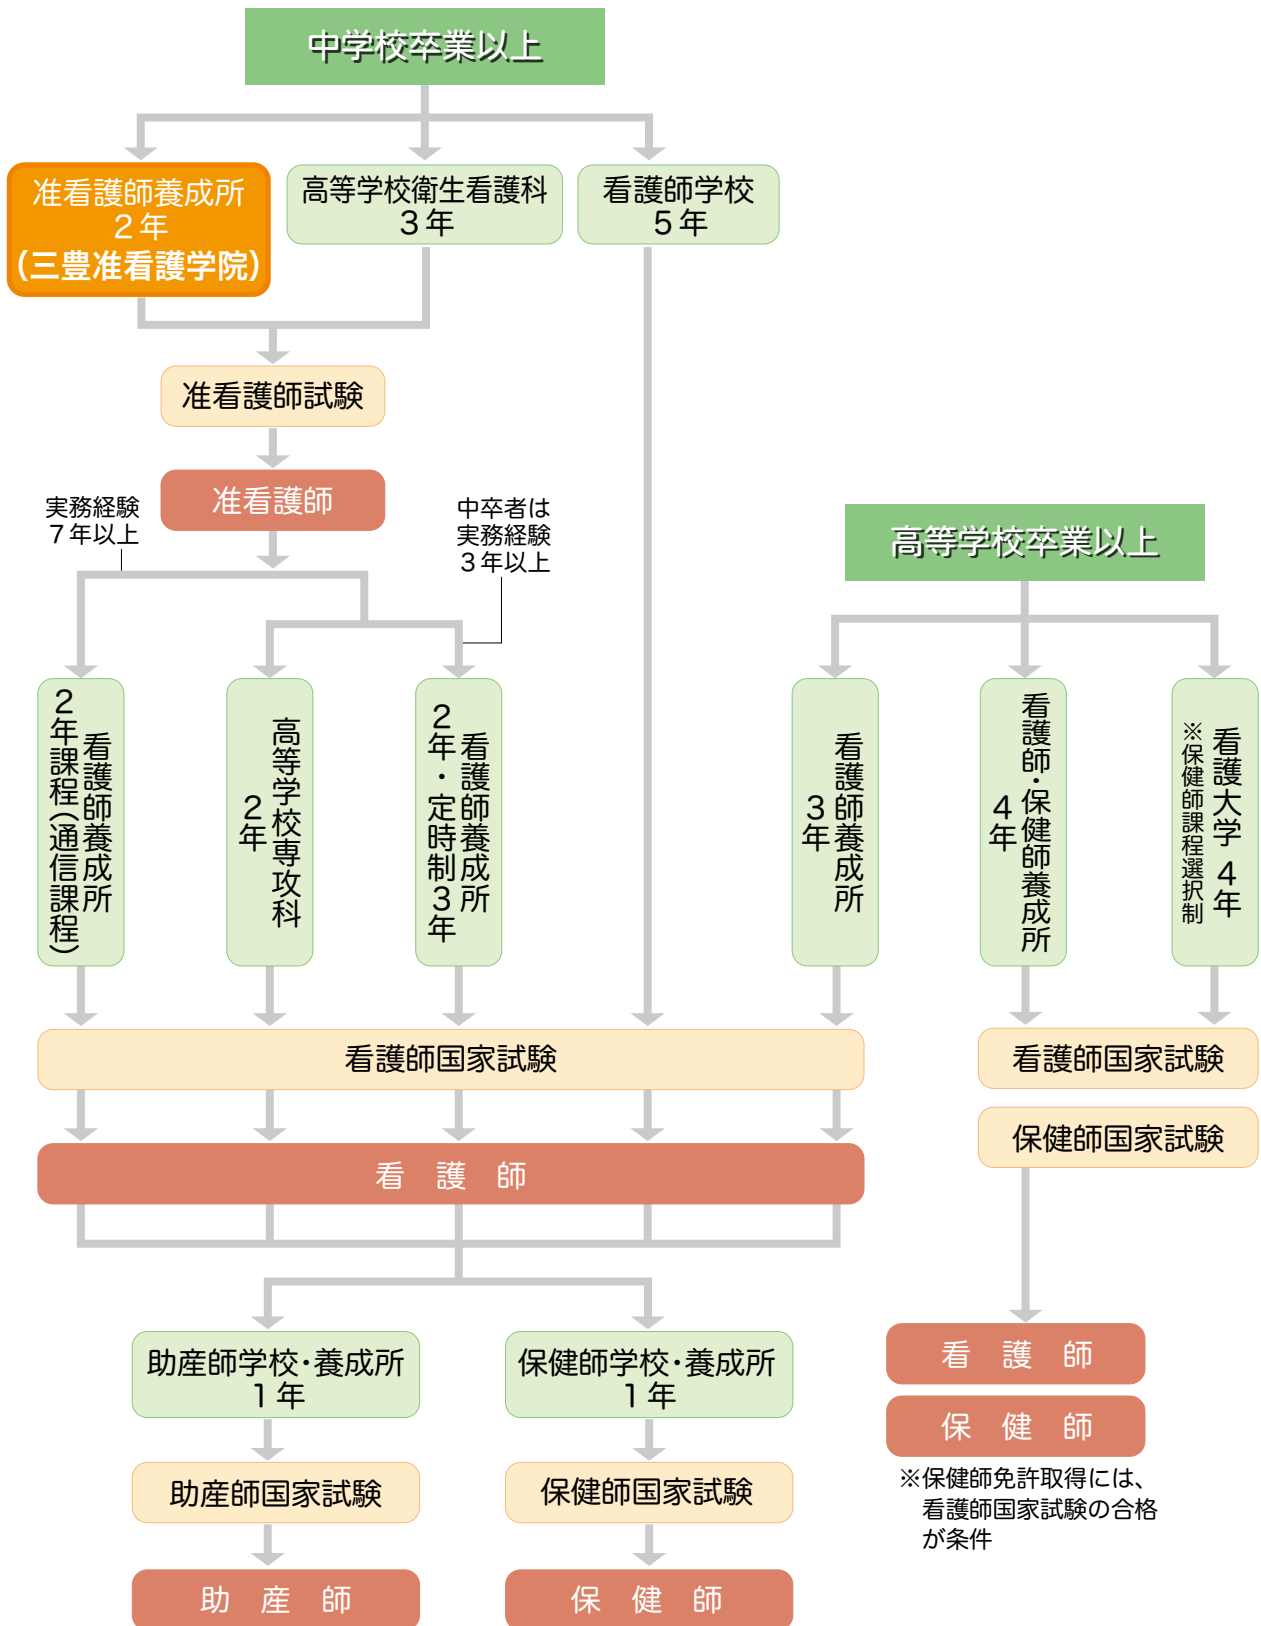 中学校卒業以上
准看護師養成所
２年
(三豊准看護学院)
高等学校衛生看護科
３年
看護師学校
５年
准看護師試験
准看護師
実務経験
７年以上
中卒者は
実務経験
３年以上
高等学校卒業以上
看護師養成所
２年課程（通信課程）
高等学校専攻科
２年
看護師養成所
２年・定時制３年
看護師養成所
３年
看護師・保健師養成所
４年
看護大学 ４年
※保健師課程選択制
看護師国家試験
看護師国家試験
保健師国家試験
看　護　師
助産師学校・養成所
１年
保健師学校・養成所
１年
看　護　師
保　健　師
※保健師免許取得には、
看護師国家試験の合格
が条件
助産師国家試験
保健師国家試験
助　産　師
保　健　師